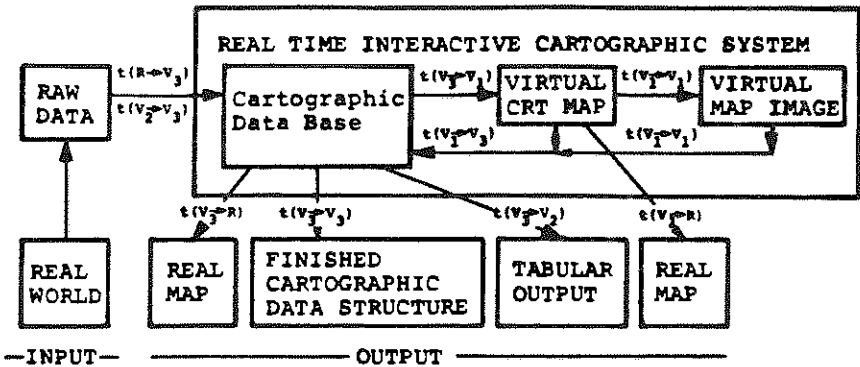 REAL TIME INTERACTIVE CARTOGRAPHIC SYSTEM
RAW
DATA
t(R→V₃)
t(V₂→V₃)
Cartographic
Data Base
t(V₃→V₁)
VIRTUAL
CRT MAP
t(V₁→V₁)
VIRTUAL
MAP IMAGE
t(V₁→V₃)
t(V₁→V₁)
t(V₃→R)
t(V₃→V₃)
t(V₃→V₂)
t(V₁→R)
REAL
WORLD
REAL
MAP
FINISHED
CARTOGRAPHIC
DATA STRUCTURE
TABULAR
OUTPUT
REAL
MAP
INPUT
OUTPUT